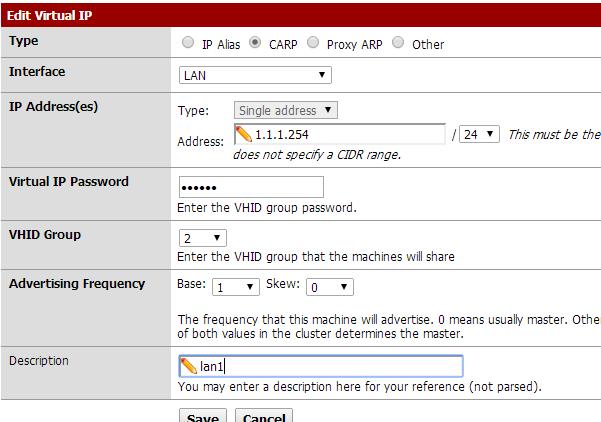 Edit Virtual IP
Type
IP Alias CARP Proxy ARP Other
Interface
LAN
IP Address(es)
Type: Single address
Address: 1.1.1.254 / 24 This must be the
does not specify a CIDR range.
Virtual IP Password
••••••
Enter the VHID group password.
VHID Group
2
Enter the VHID group that the machines will share
Advertising Frequency
Base: 1 Skew: 0
The frequency that this machine will advertise. 0 means usually master. Othe
of both values in the cluster determines the master.
Description
lan1
You may enter a description here for your reference (not parsed).
Save Cancel